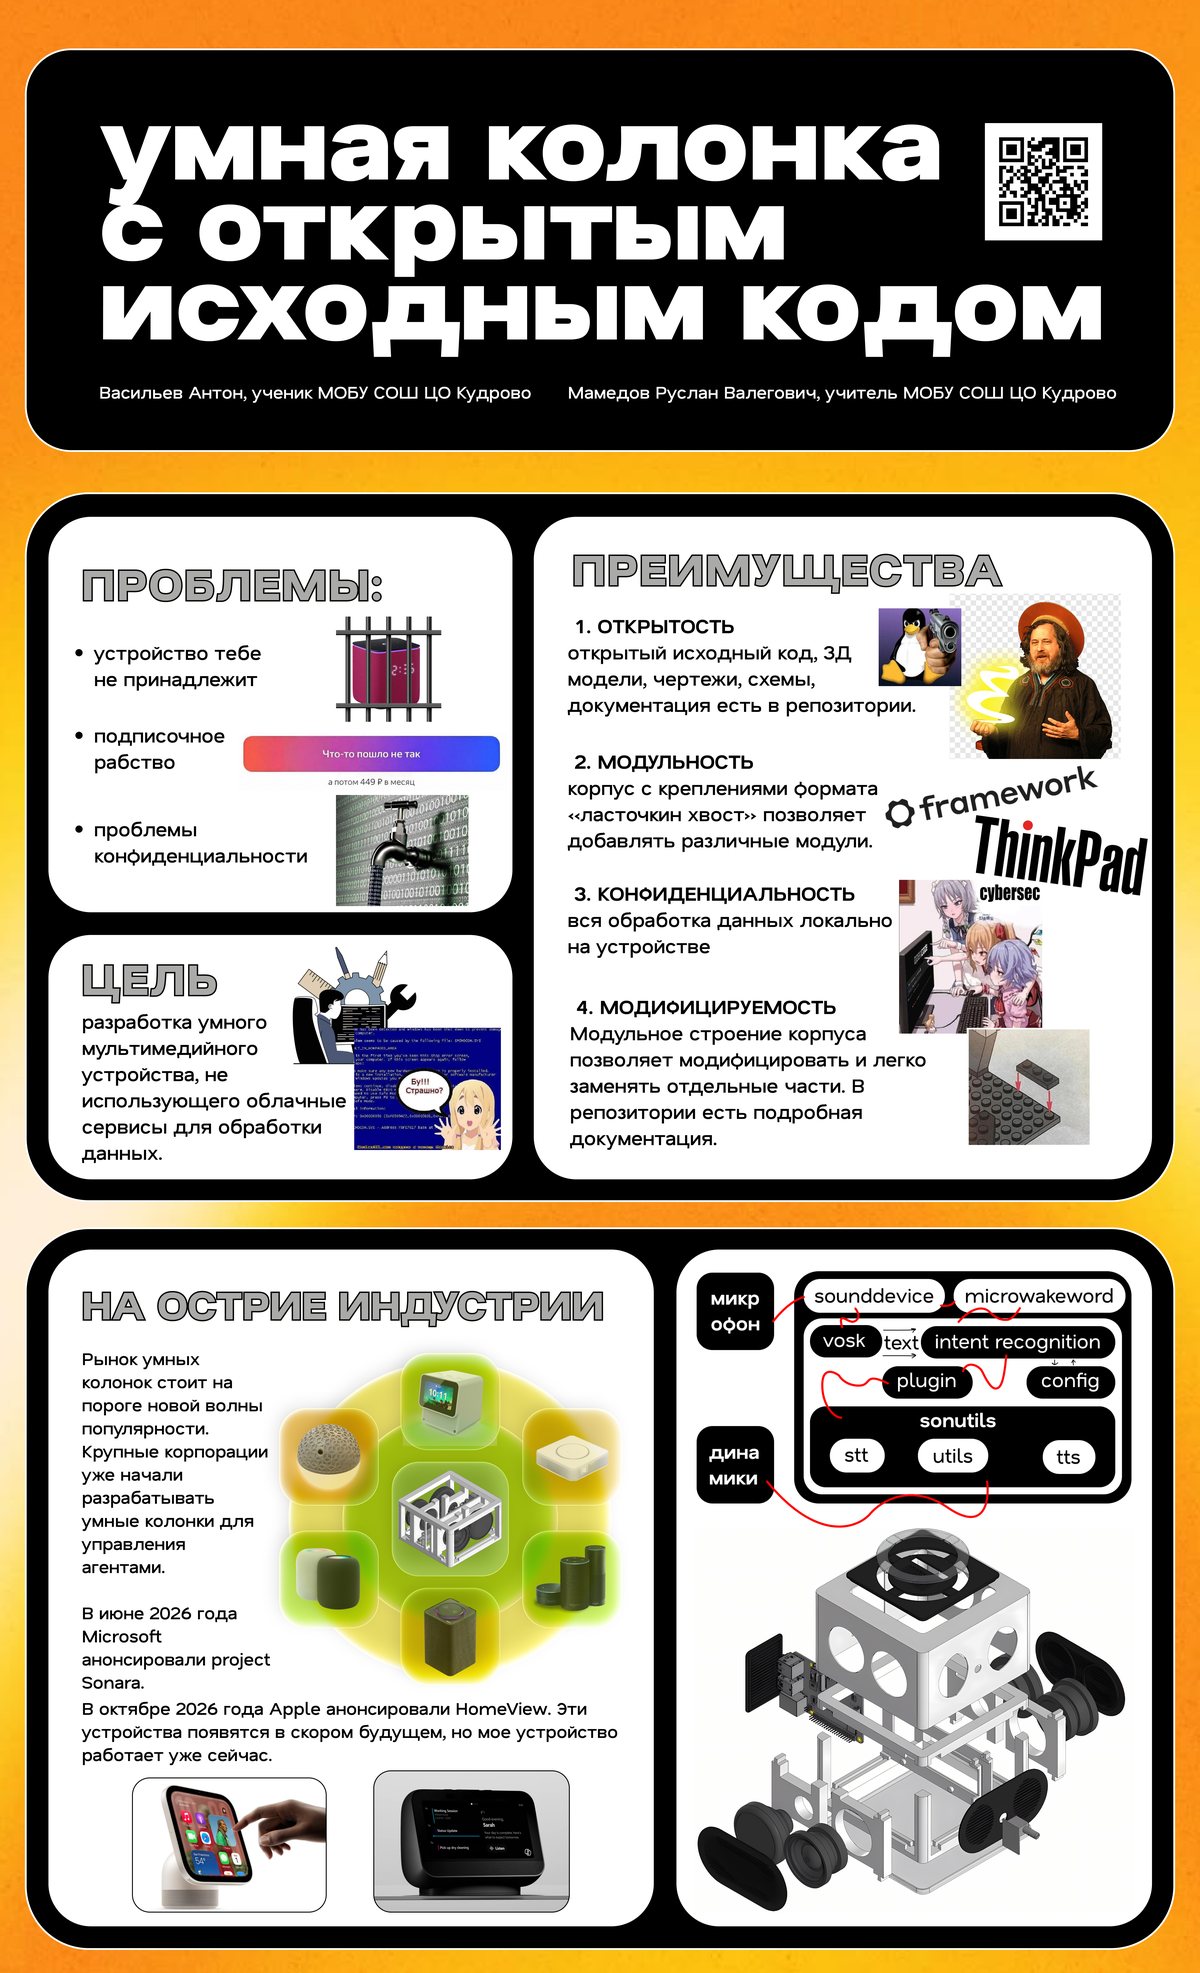 умная колонка
с открытым
исходным кодом
Васильев Антон, ученик МОБУ СОШ ЦО Кудрово
Мамедов Руслан Валегович, учитель МОБУ СОШ ЦО Кудрово
ПРОБЛЕМЫ:
• устройство тебе
не принадлежит
• подписочное
рабство
Что-то пошло не так
а потом 449 ₽ в месяц
• проблемы
конфиденциальности
ЦЕЛЬ
разработка умного
мультимедийного
устройства, не
использующего облачные
сервисы для обработки
данных.
Бу!!!
Страшно?
ПРЕИМУЩЕСТВА
1. ОТКРЫТОСТЬ
открытый исходный код, 3Д
модели, чертежи, схемы,
документация есть в репозитории.
2. МОДУЛЬНОСТЬ
корпус с креплениями формата
«ласточкин хвост» позволяет
добавлять различные модули.
framework
ThinkPad
3. КОНФИДЕНЦИАЛЬНОСТЬ
вся обработка данных локально
на устройстве
cybersec
4. МОДИФИЦИРУЕМОСТЬ
Модульное строение корпуса
позволяет модифицировать и легко
заменять отдельные части. В
репозитории есть подробная
документация.
НА ОСТРИЕ ИНДУСТРИИ
Рынок умных
колонок стоит на
пороге новой волны
популярности.
Крупные корпорации
уже начали
разрабатывать
умные колонки для
управления
агентами.
10:11
В июне 2026 года
Microsoft
анонсировали project
Sonara.
В октябре 2026 года Apple анонсировали HomeView. Эти
устройства появятся в скором будущем, но мое устройство
работает уже сейчас.
54°
Sarah
Listen
микр
офон
sounddevice
microwakeword
vosk
text
intent recognition
plugin
config
sonutils
stt
utils
tts
дина
мики